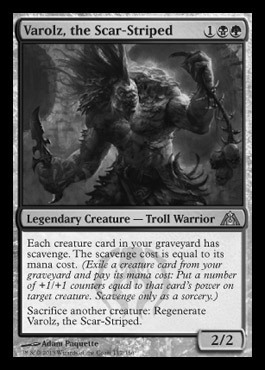 Varolz, the Scar-Striped 1
Legendary Creature — Troll Warrior
Each creature card in your graveyard has
scavenge. The scavenge cost is equal to its
mana cost. (Exile a creature card from your
graveyard and pay its mana cost: Put a
number of +1/+1 counters equal to that card's power on
target creature. Scavenge only as a sorcery.)
Sacrifice another creature: Regenerate
Varolz, the Scar-Striped.
2/2
Adam Paquette